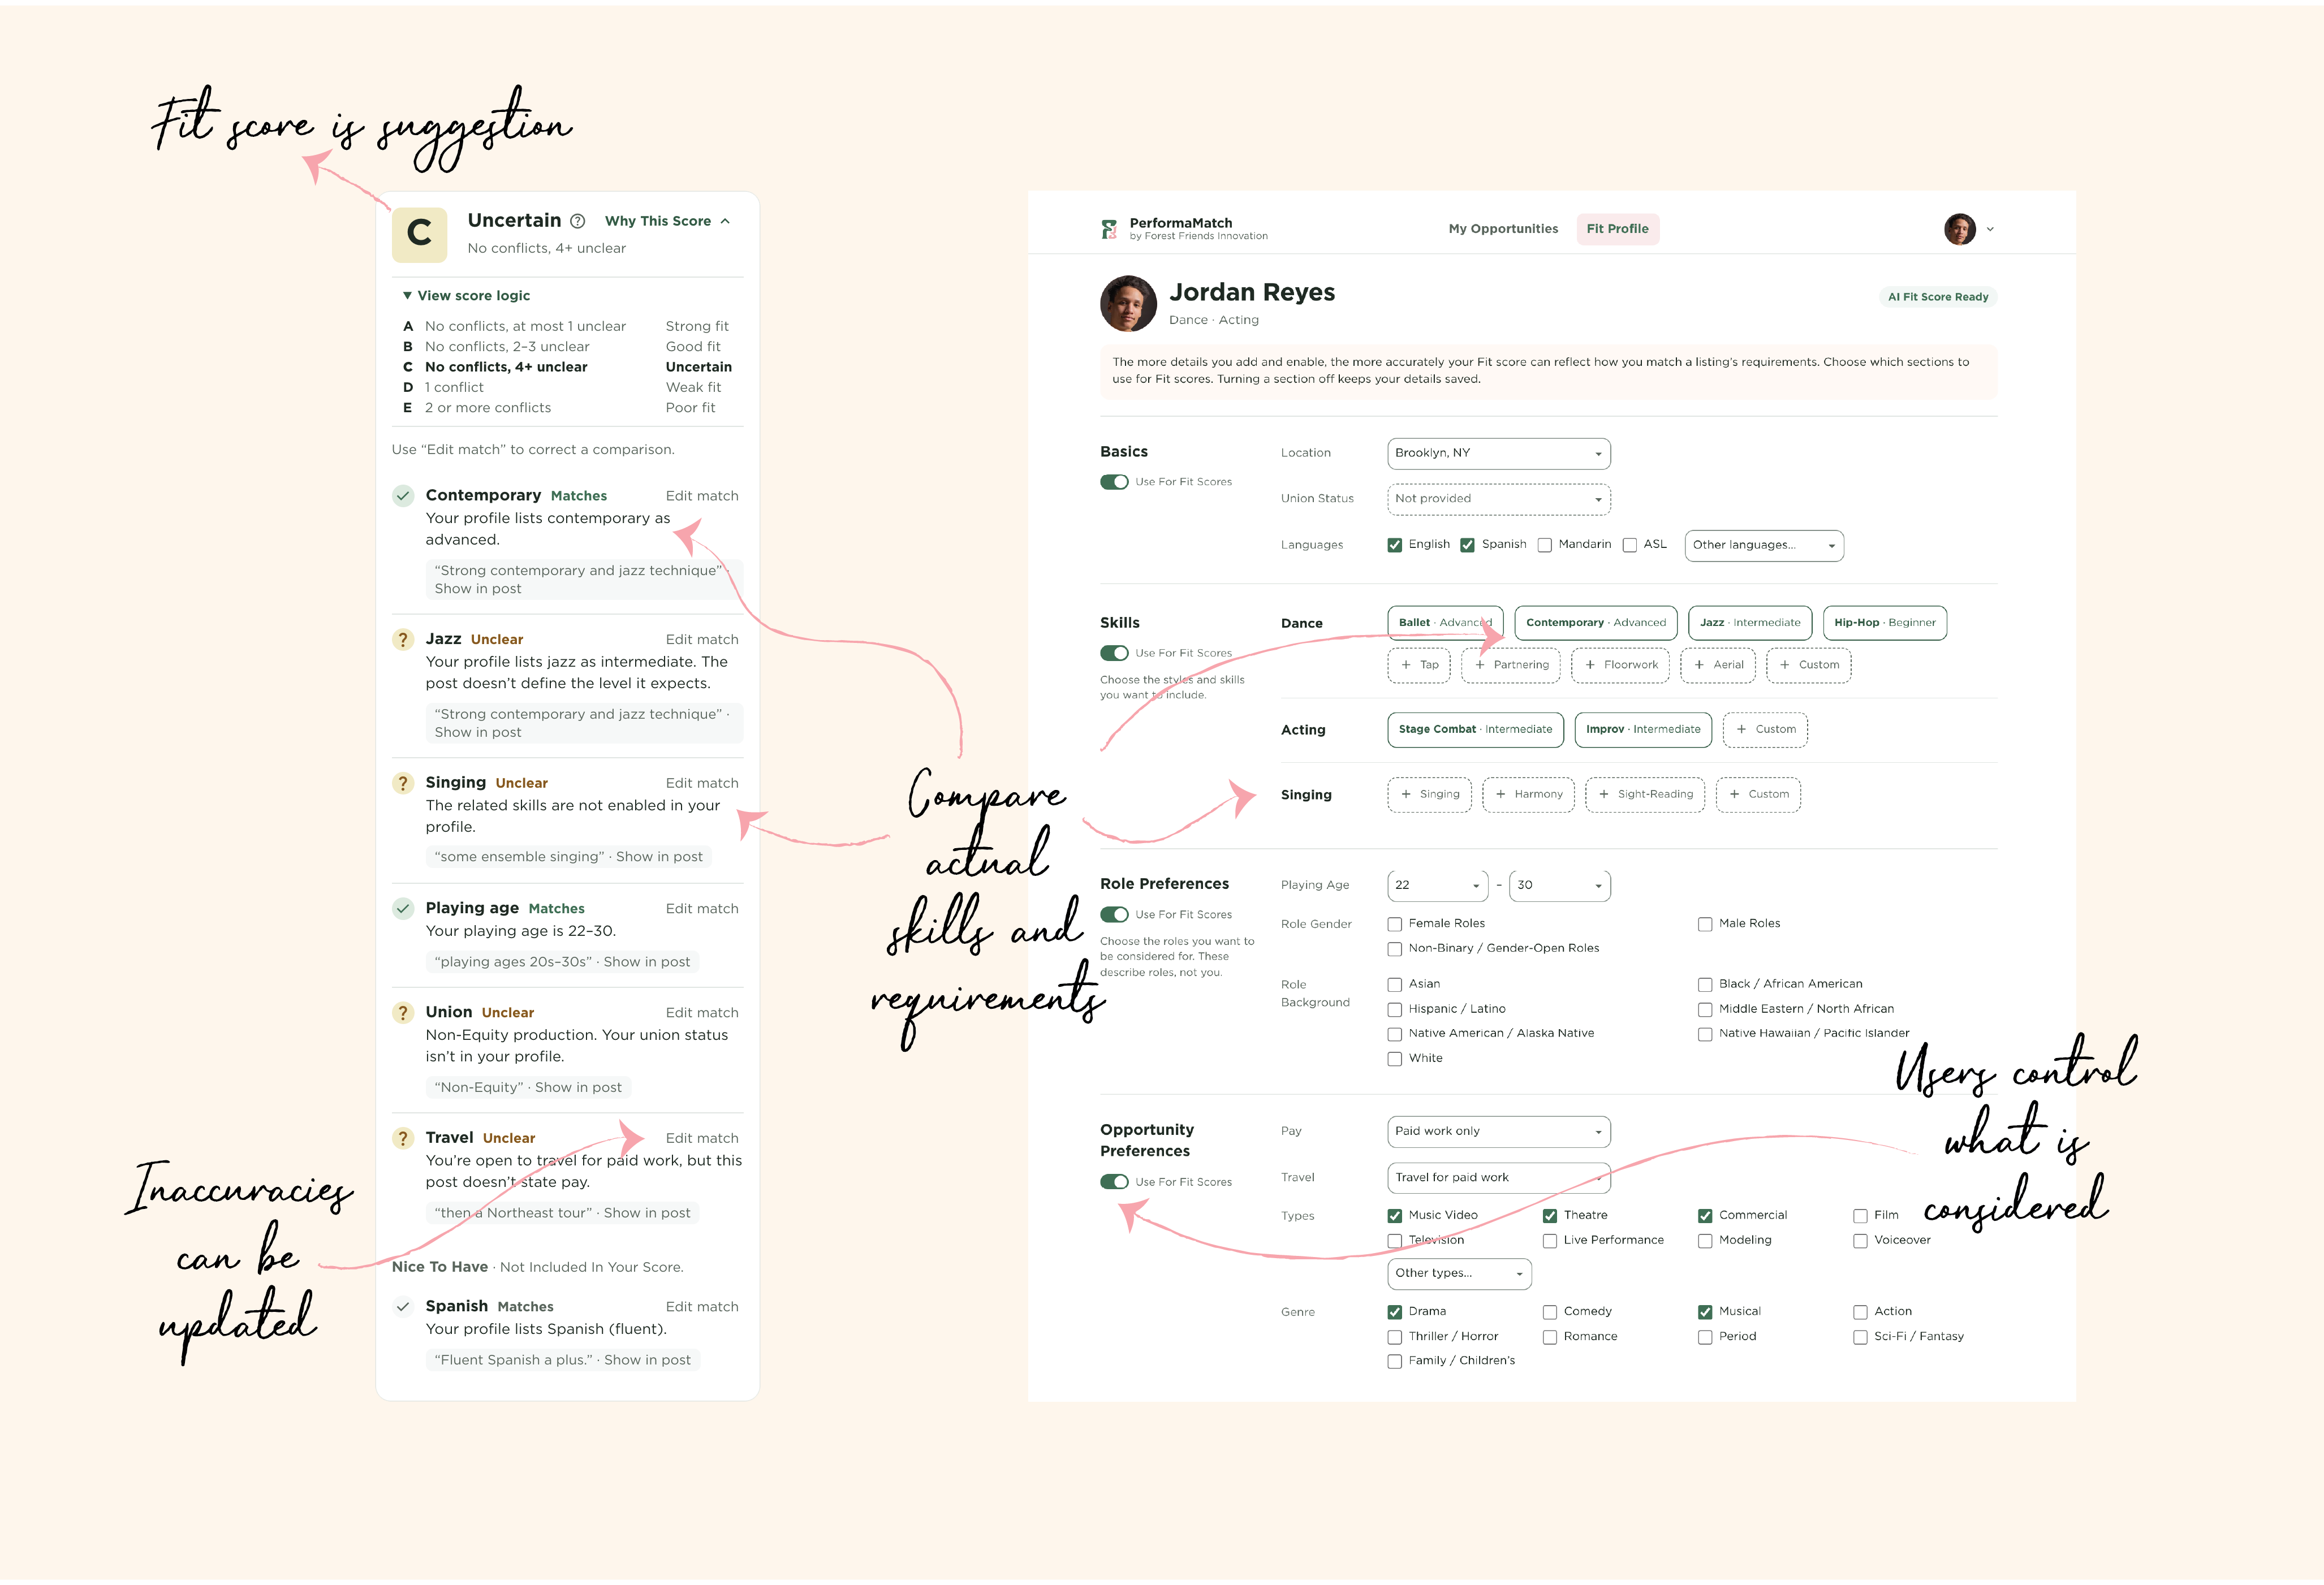 Fit score is suggestion
C
Uncertain ? Why This Score
No conflicts, 4+ unclear
▼ View score logic
A No conflicts, at most 1 unclear Strong fit
B No conflicts, 2–3 unclear Good fit
C No conflicts, 4+ unclear Uncertain
D 1 conflict Weak fit
E 2 or more conflicts Poor fit
Use “Edit match” to correct a comparison.
Contemporary Matches Edit match
Your profile lists contemporary as
advanced.
“Strong contemporary and jazz technique” ·
Show in post
? Jazz Unclear Edit match
Your profile lists jazz as intermediate. The
post doesn’t define the level it expects.
“Strong contemporary and jazz technique” ·
Show in post
? Singing Unclear Edit match
The related skills are not enabled in your
profile.
“some ensemble singing” · Show in post
Playing age Matches Edit match
Your playing age is 22–30.
“playing ages 20s–30s” · Show in post
? Union Unclear Edit match
Non-Equity production. Your union status
isn’t in your profile.
“Non-Equity” · Show in post
? Travel Unclear Edit match
You’re open to travel for paid work, but this
post doesn’t state pay.
“then a Northeast tour” · Show in post
Nice To Have · Not Included In Your Score.
Spanish Matches Edit match
Your profile lists Spanish (fluent).
“Fluent Spanish a plus.” · Show in post
Inaccuracies
can be
updated
Compare
actual
skills and
requirements
PerformaMatch
by Forest Friends Innovation
My Opportunities Fit Profile
Jordan Reyes
Dance · Acting
AI Fit Score Ready
The more details you add and enable, the more accurately your Fit score can reflect how you match a listing’s requirements. Choose which sections to
use for Fit scores. Turning a section off keeps your details saved.
Basics
Use For Fit Scores
Location Brooklyn, NY
Union Status Not provided
Languages English Spanish Mandarin ASL Other languages...
Skills
Use For Fit Scores
Choose the styles and skills
you want to include.
Dance Ballet · Advanced Contemporary · Advanced Jazz · Intermediate Hip-Hop · Beginner
+ Tap + Partnering + Floorwork + Aerial + Custom
Acting Stage Combat · Intermediate Improv · Intermediate + Custom
Singing + Singing + Harmony + Sight-Reading + Custom
Role Preferences
Use For Fit Scores
Choose the roles you want to
be considered for. These
describe roles, not you.
Playing Age 22 – 30
Role Gender Female Roles Male Roles
Non-Binary / Gender-Open Roles
Role
Background
Asian Black / African American
Hispanic / Latino Middle Eastern / North African
Native American / Alaska Native Native Hawaiian / Pacific Islander
White
Opportunity
Preferences
Use For Fit Scores
Pay Paid work only
Travel Travel for paid work
Types Music Video Theatre Commercial Film
Television Live Performance Modeling Voiceover
Other types...
Genre Drama Comedy Musical Action
Thriller / Horror Romance Period Sci-Fi / Fantasy
Family / Children’s
Users control
what is
considered